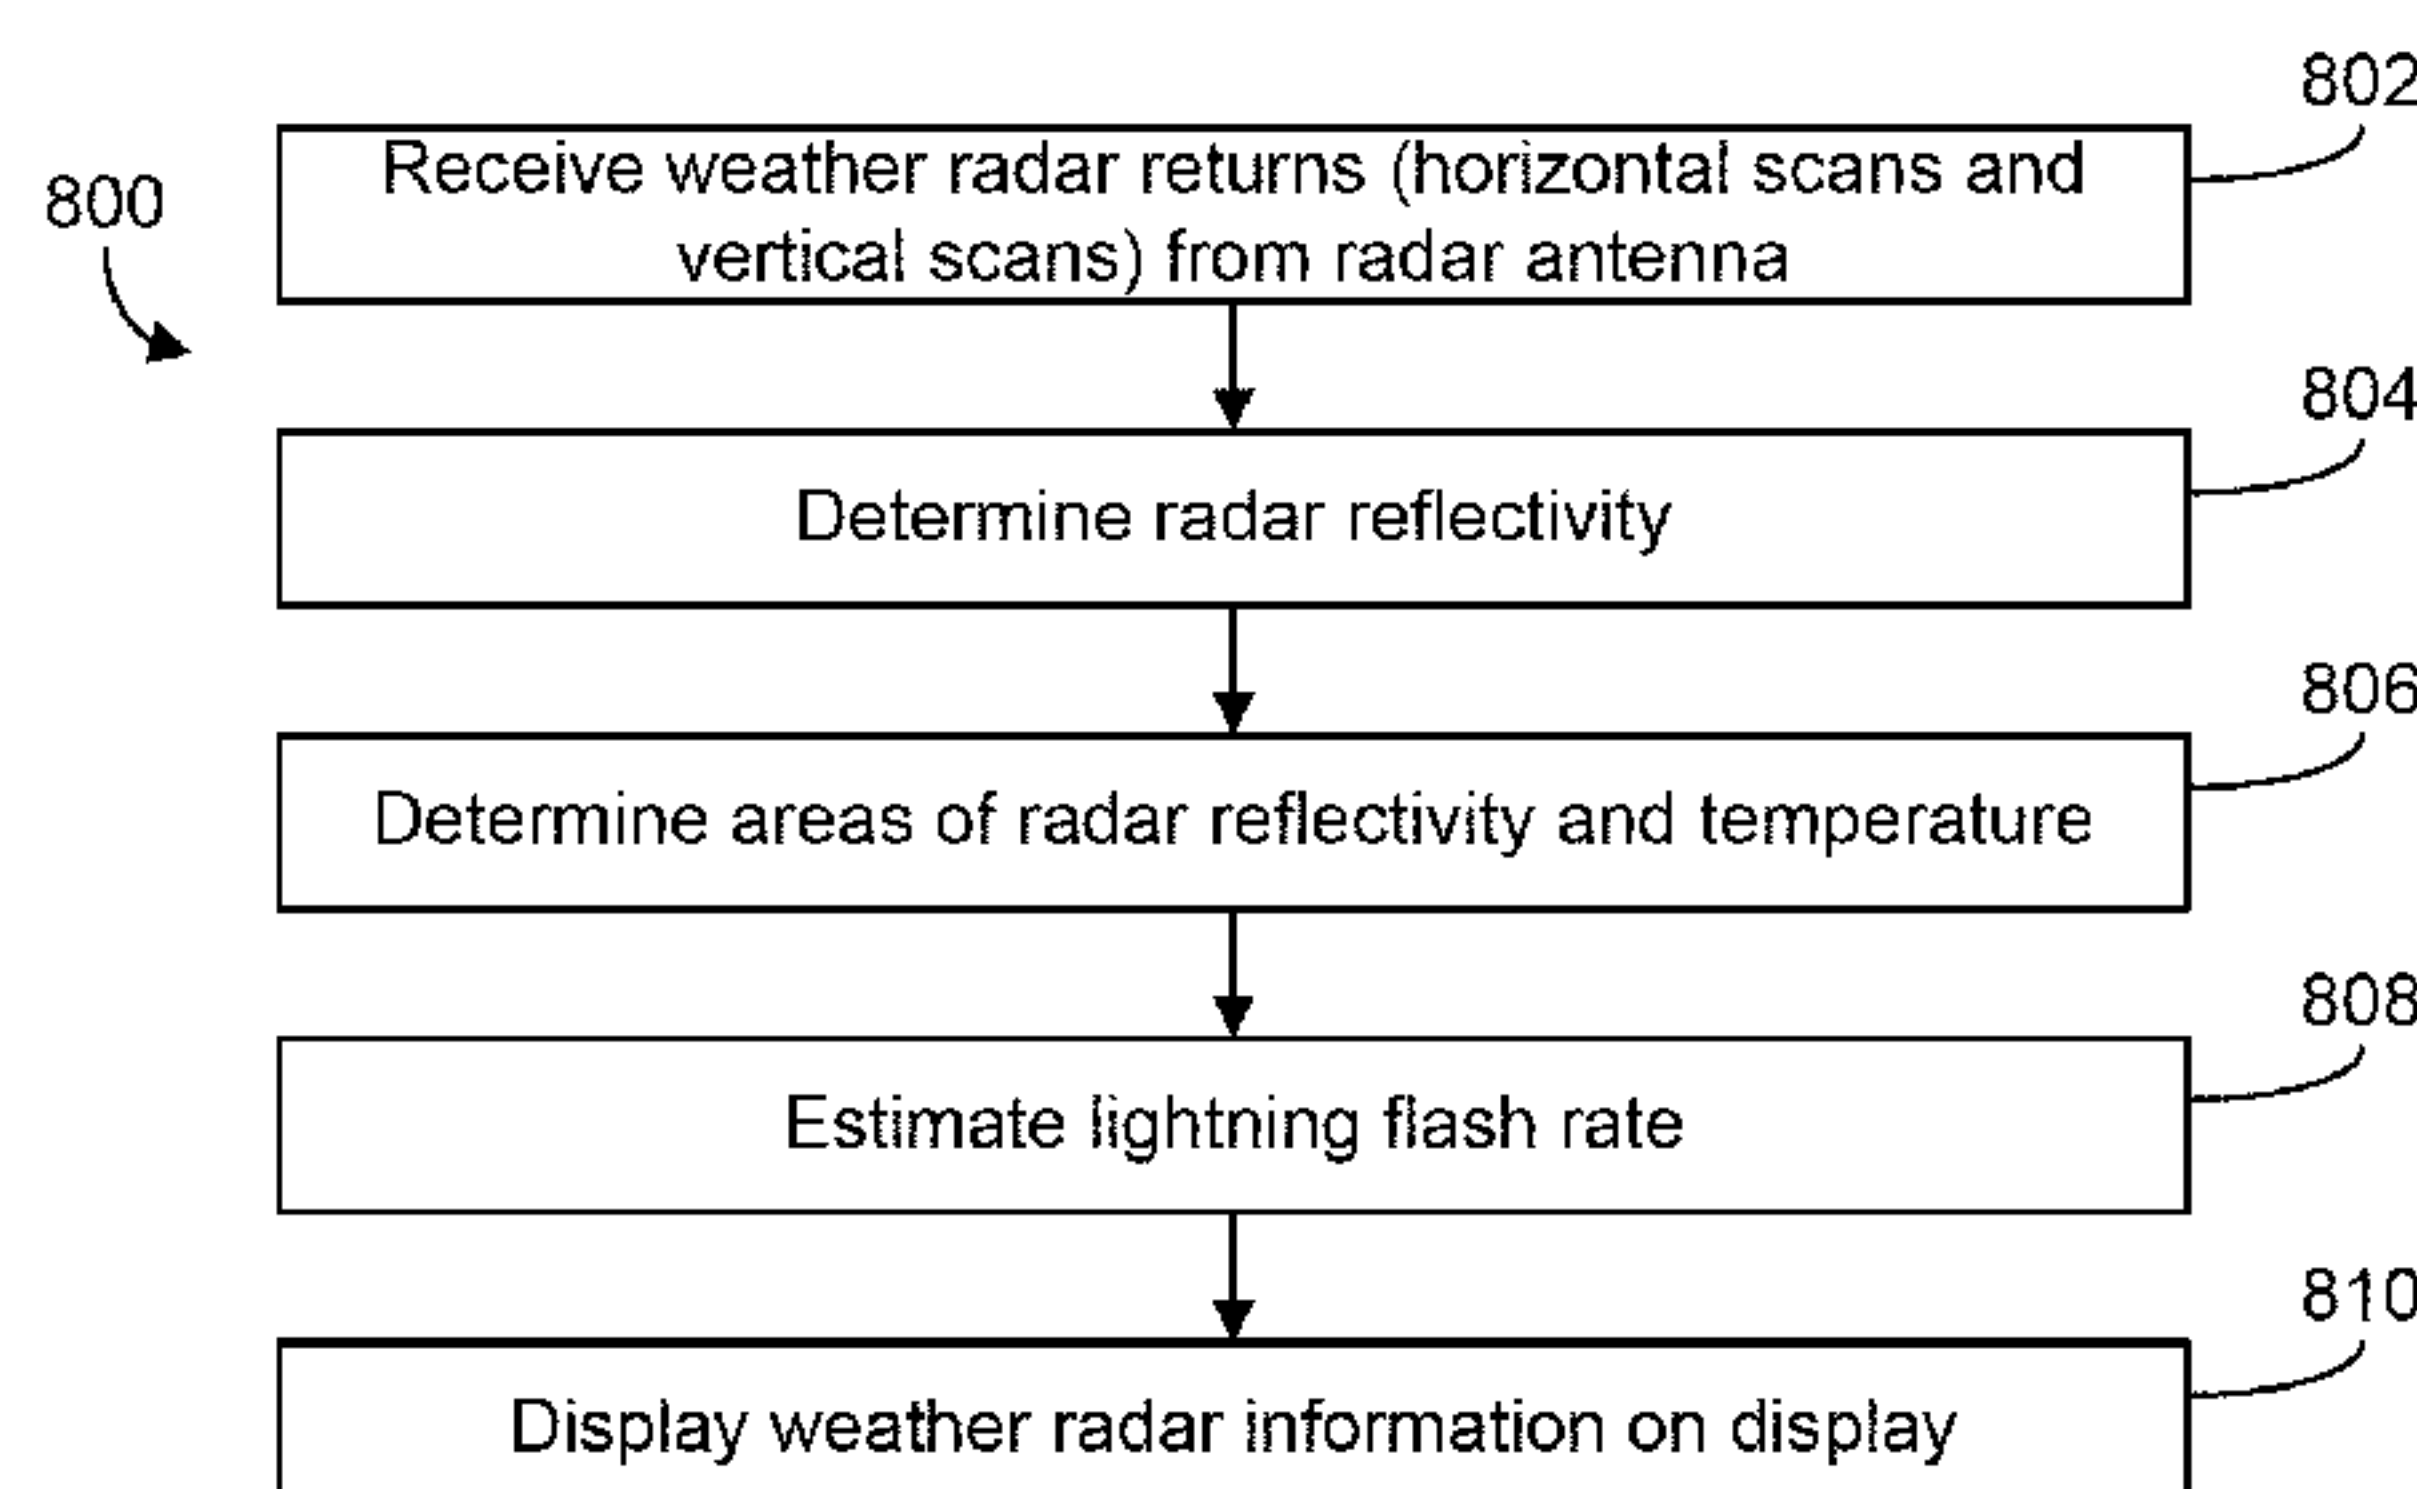 802
800
Receive weather radar returns (horizontal scans and
vertical scans) from radar antenna
804
Determine radar reflectivity
806
Determine areas of radar reflectivity and temperature
808
Estimate lightning flash rate
810
Display weather radar information on display